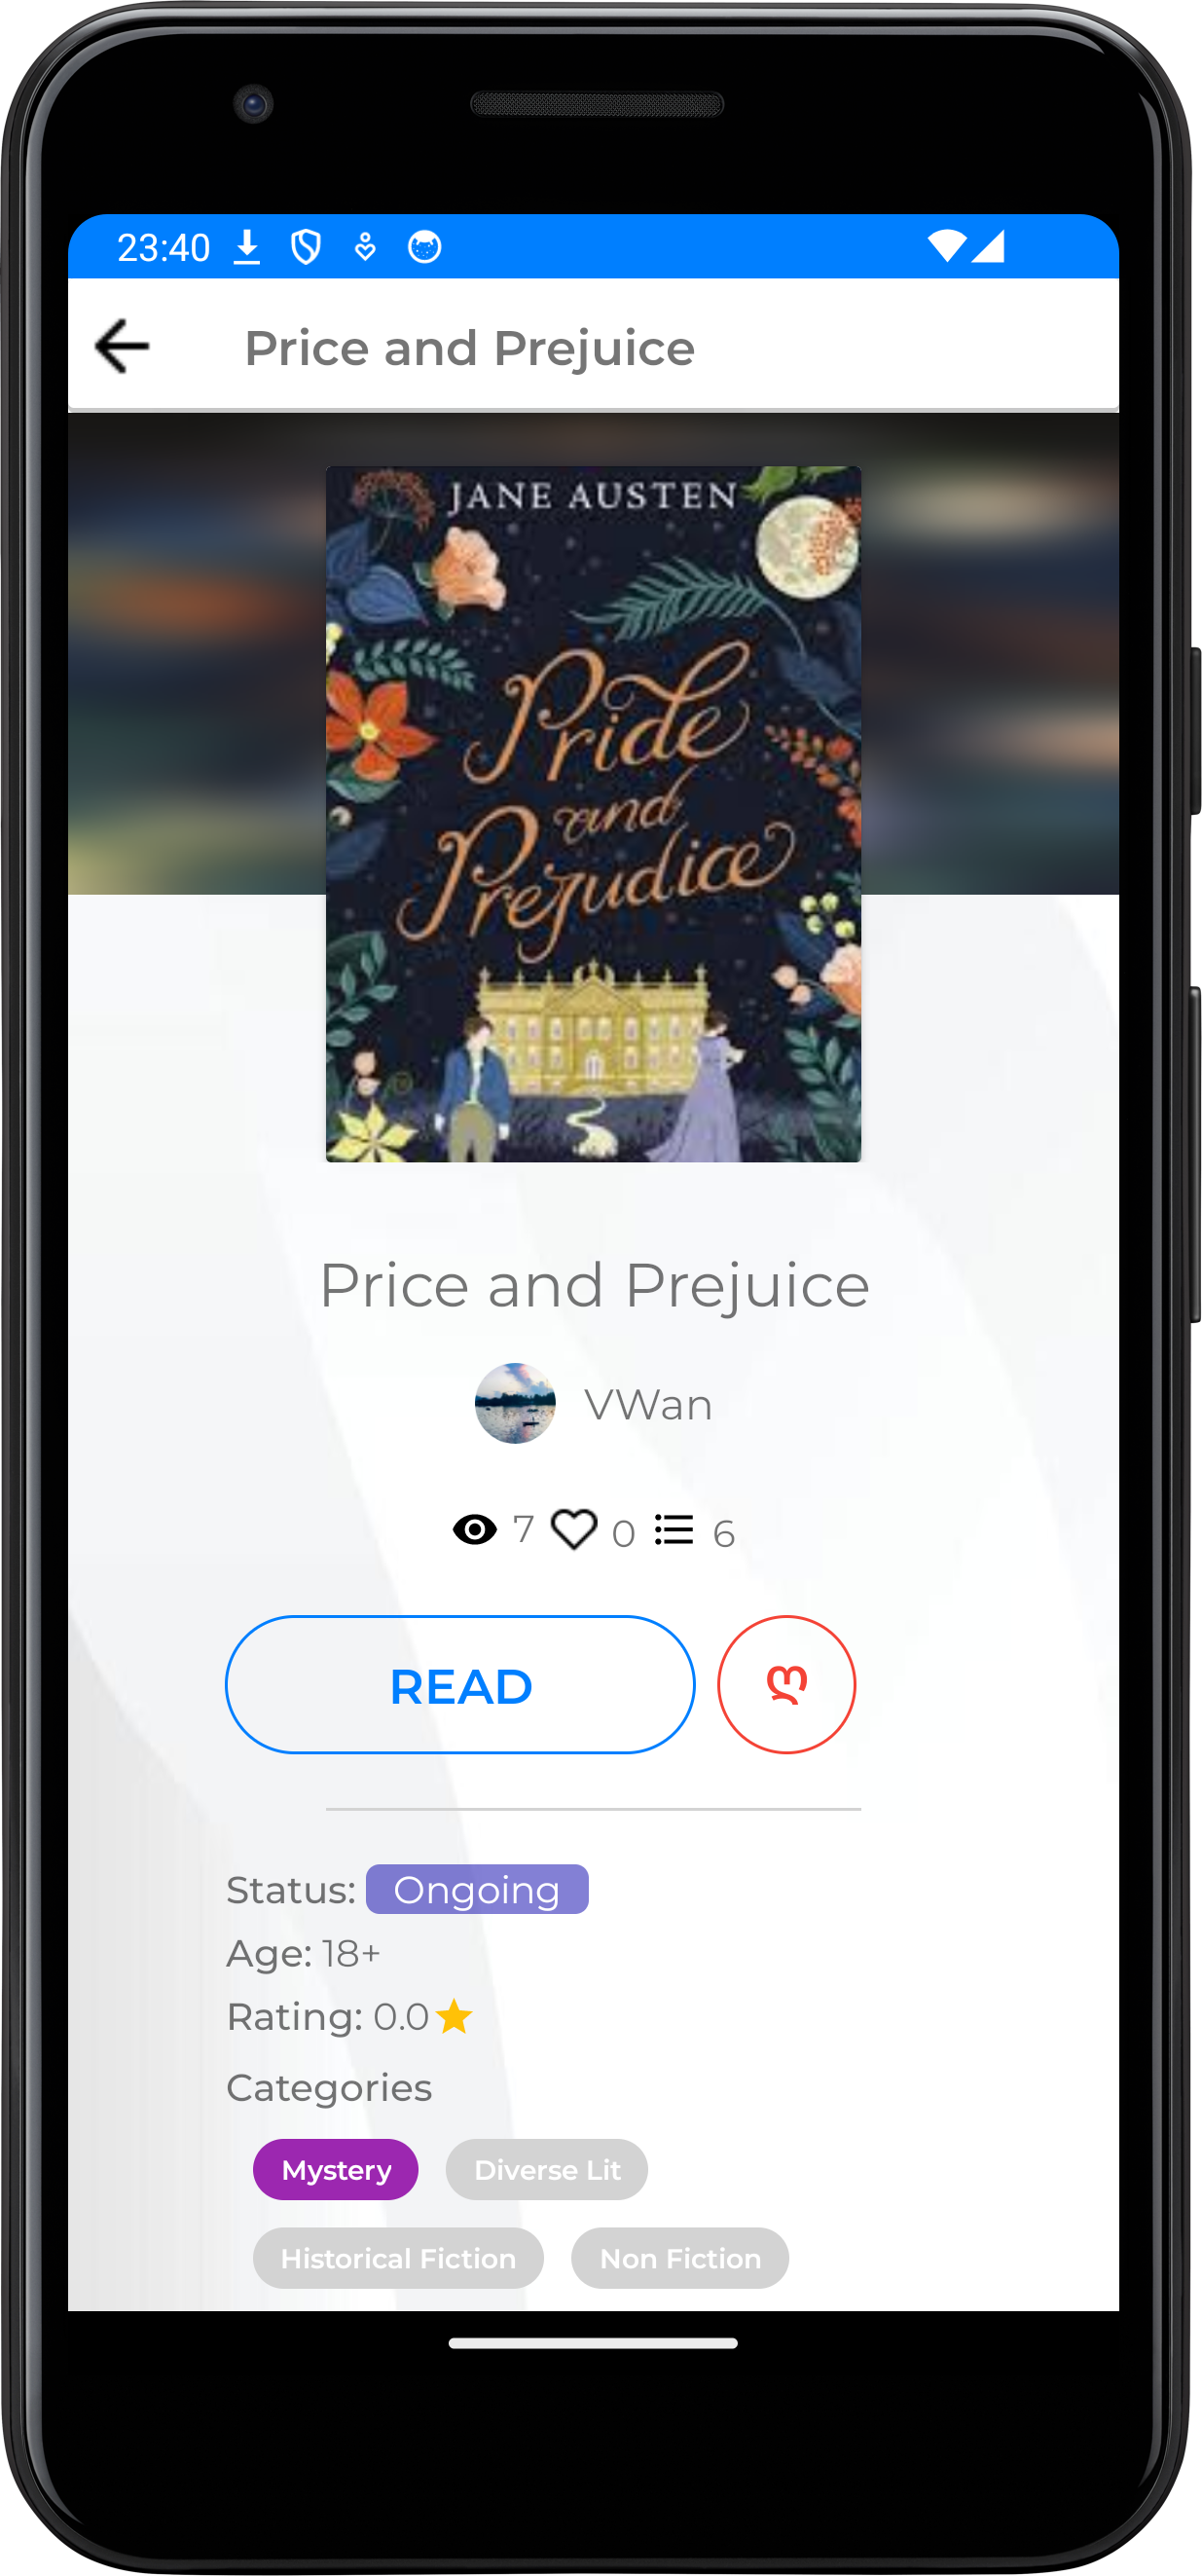 23:40
Price and Prejuice
JANE AUSTEN
Pride
and
Prejudice
Price and Prejuice
VWan
7 0 6
READ
ღ
Status: Ongoing
Age: 18+
Rating: 0.0
Categories
Mystery Diverse Lit
Historical Fiction Non Fiction